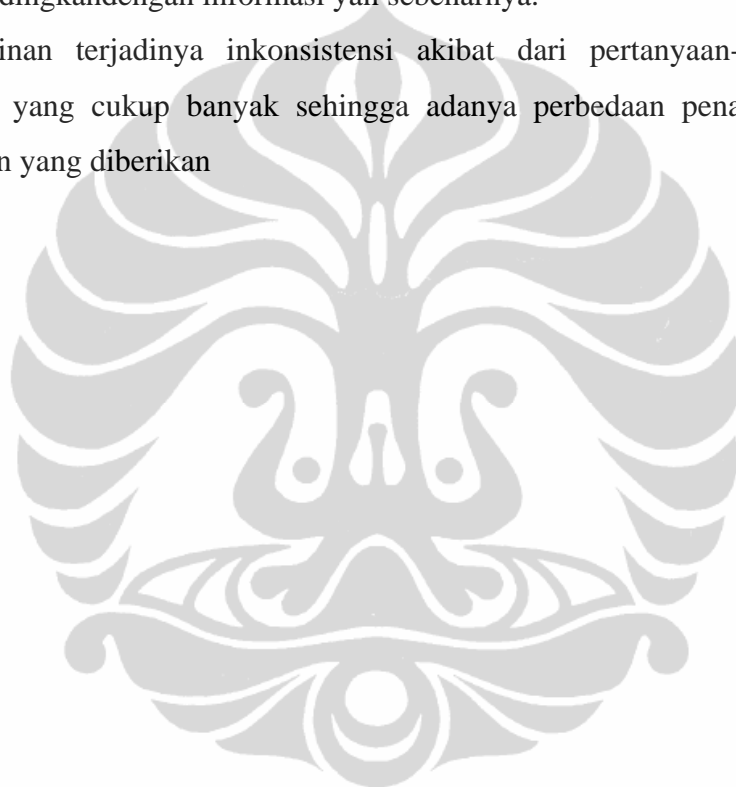 dingkandengan informasi yan sebenarnya.
inan terjadinya inkonsistensi akibat dari pertanyaan-
yang cukup banyak sehingga adanya perbedaan pena
n yang diberikan